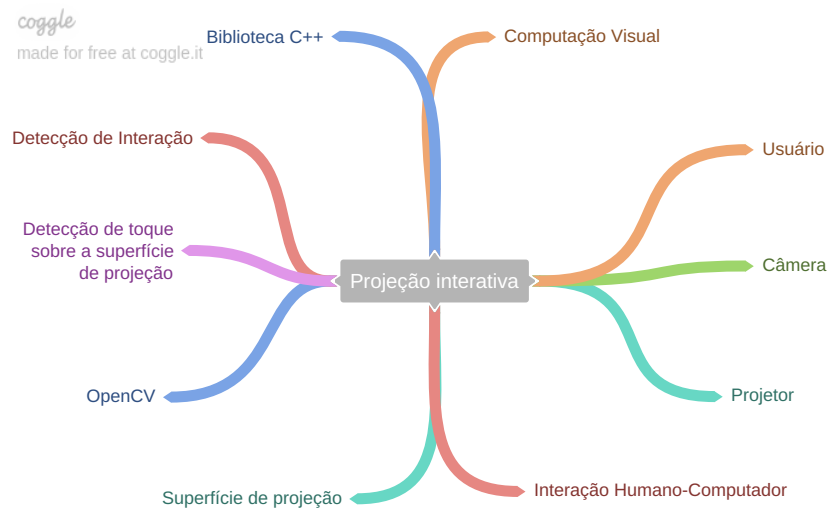 coggle
made for free at coggle.it
Biblioteca C++
Computação Visual
Detecção de Interação
Usuário
Detecção de toque
sobre a superfície
de projeção
Câmera
Projeção interativa
OpenCV
Projetor
Superfície de projeção
Interação Humano-Computador